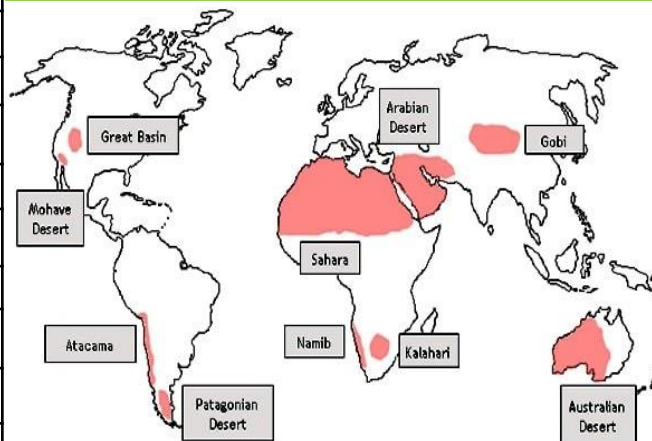 Arabian
Desert
Great Basin
Gobi
Mohave
Desert
Sahara
Atacama
Namib
Kalahari
Patagonian
Desert
Australian
Desert